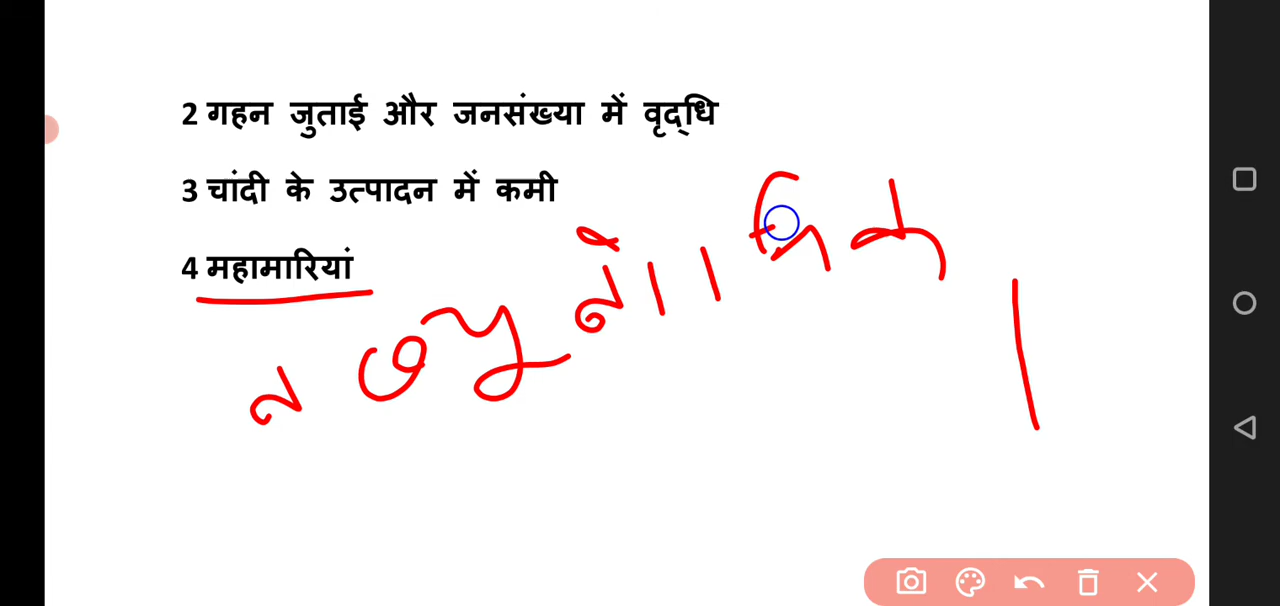 2 गहन जुताई और जनसंख्या में वृद्धि
3 चांदी के उत्पादन में कमी
4 महामारियां